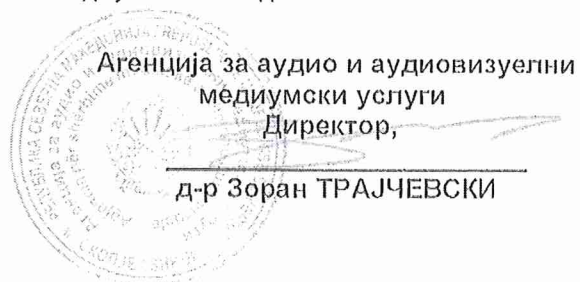 Агенција за аудио и аудиовизуелни
медиумски услуги
Директор,
д-р Зоран ТРАЈЧЕВСКИ